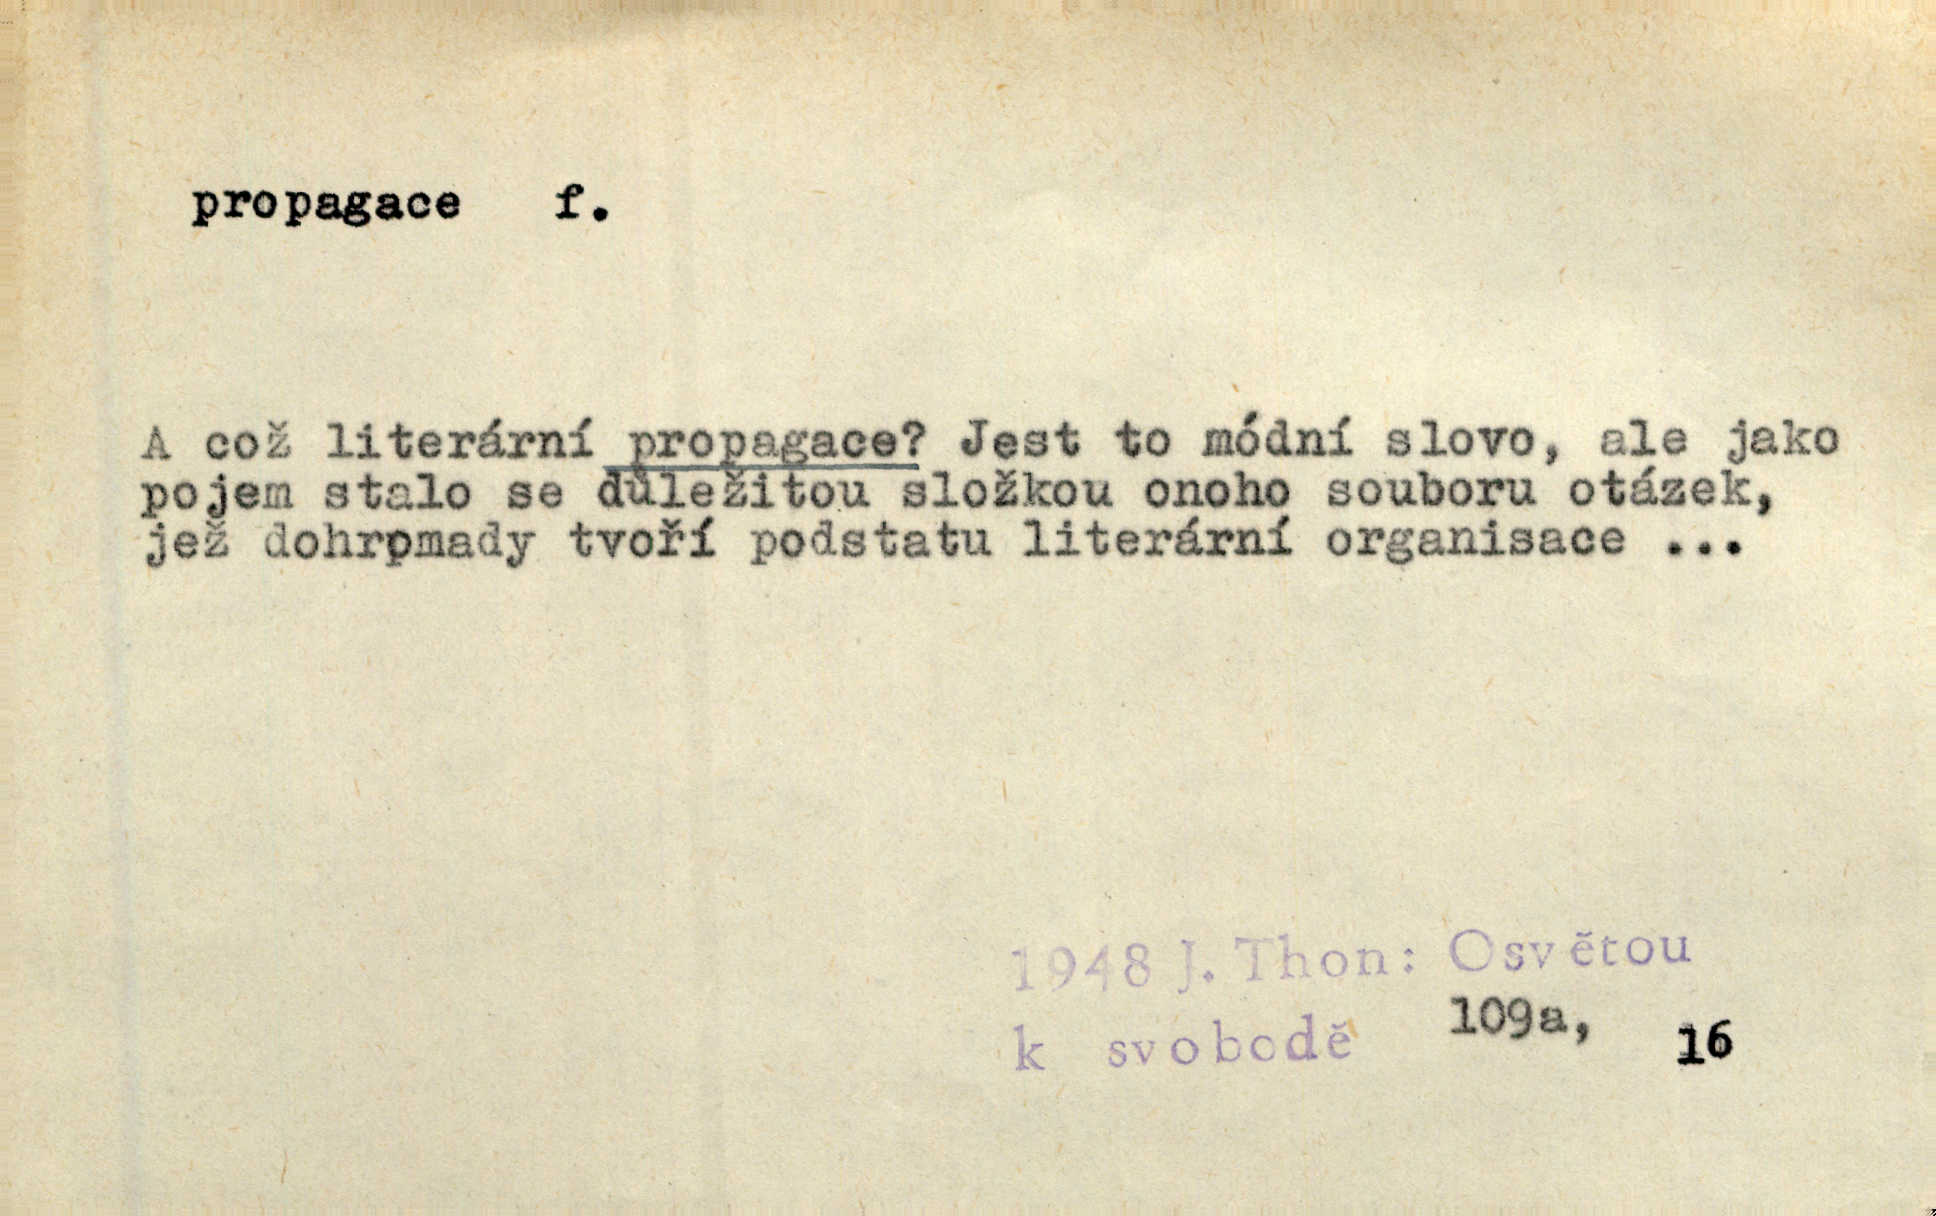 propagace f.
A což literární propagace? Jest to módní slovo, ale jako
pojem stalo se důležitou složkou onoho souboru otázek,
jež dohrpmady tvoří podstatu literární organisace ...
1948 J. Thon: Osvětou
k svobodě 109a, 16